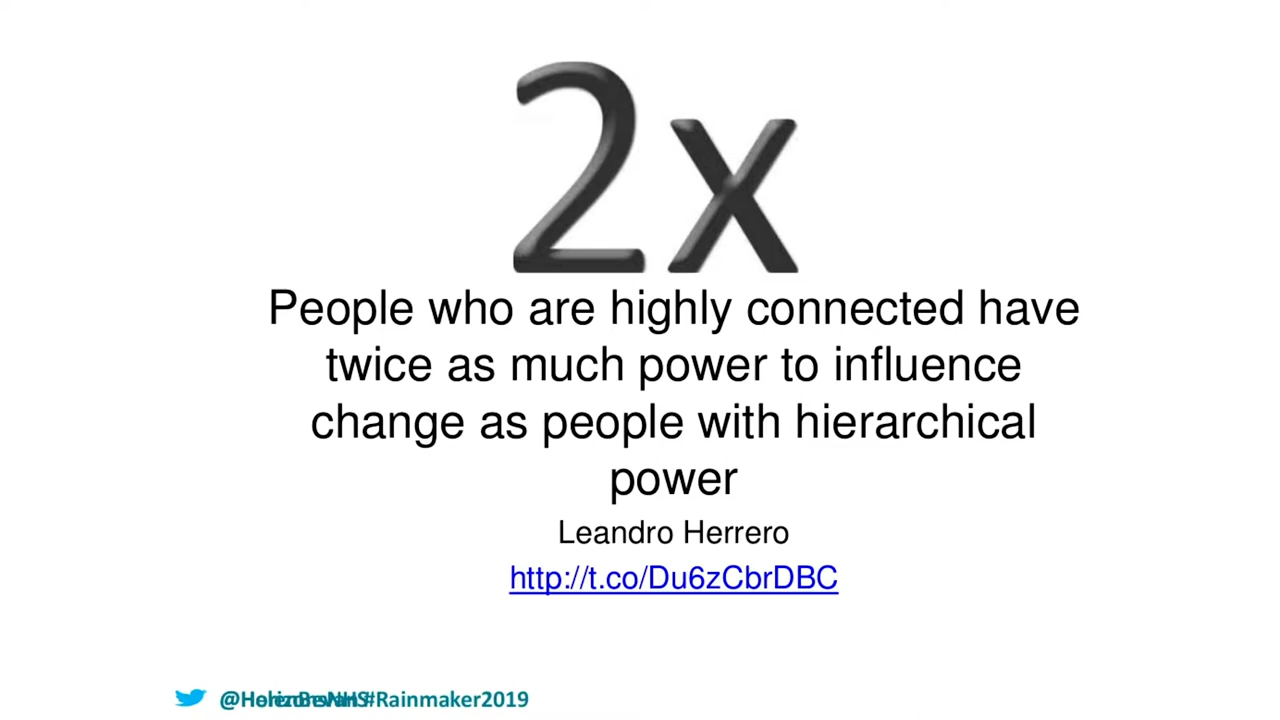 2x
People who are highly connected have
twice as much power to influence
change as people with hierarchical
power
Leandro Herrero
http://t.co/Du6zCbrDBC
#Rainmaker2019